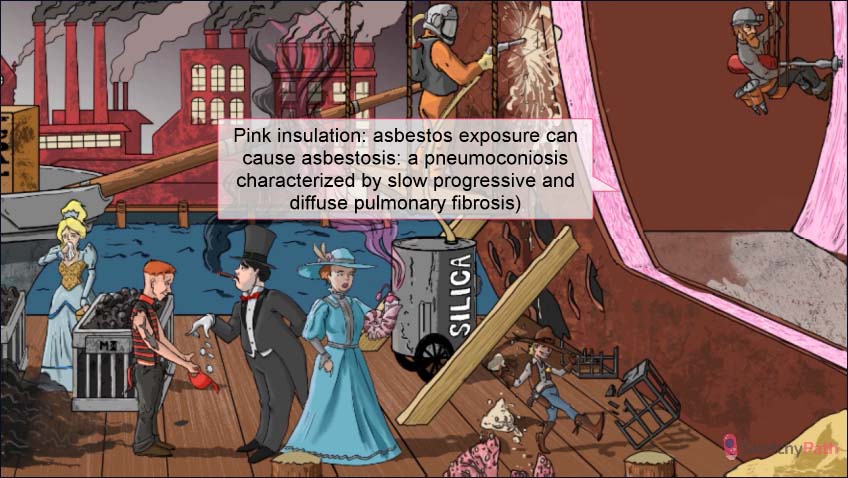 Pink insulation: asbestos exposure can
cause asbestosis: a pneumoconiosis
characterized by slow progressive and
diffuse pulmonary fibrosis)
SILICA